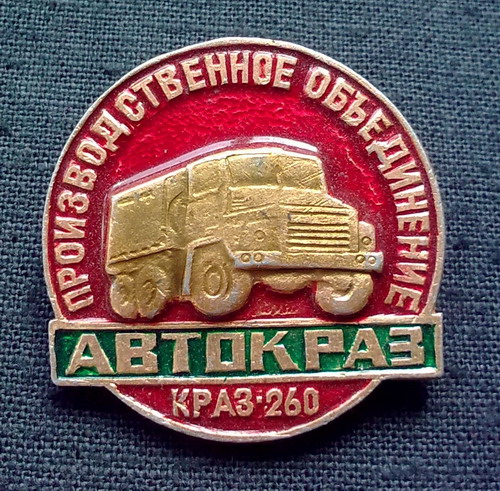 ПРОИЗВОДСТВЕННОЕ ОБЪЕДИНЕНИЕ
АВТОКРАЗ
КРАЗ-260